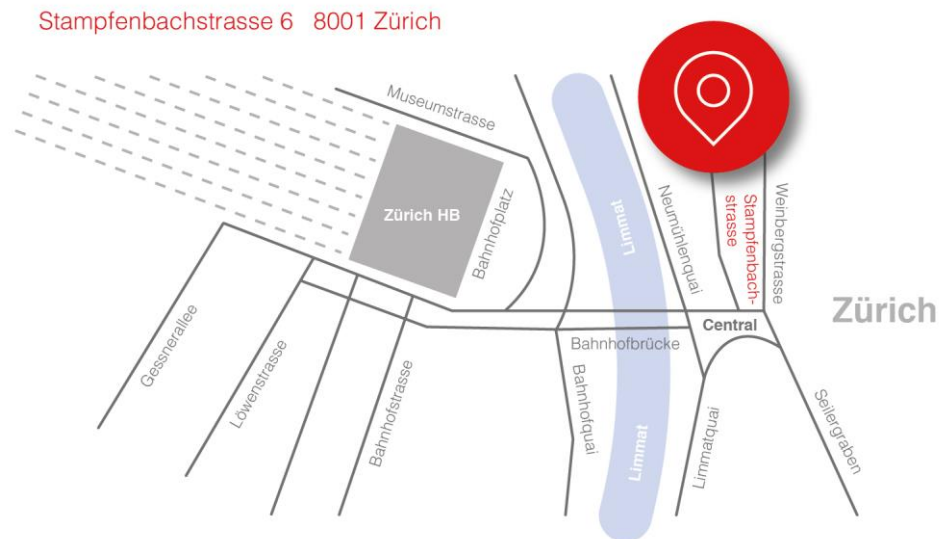 Stampfenbachstrasse 6 8001 Zürich
Museumstrasse
Zürich HB
Bahnhofplatz
Limmat
Neumühlenquai
Stampfenbach-
strasse
Weinbergstrasse
Zürich
Central
Bahnhofbrücke
Gessnerallee
Löwenstrasse
Bahnhofstrasse
Bahnhofquai
Limmat
Limmatquai
Seilergraben